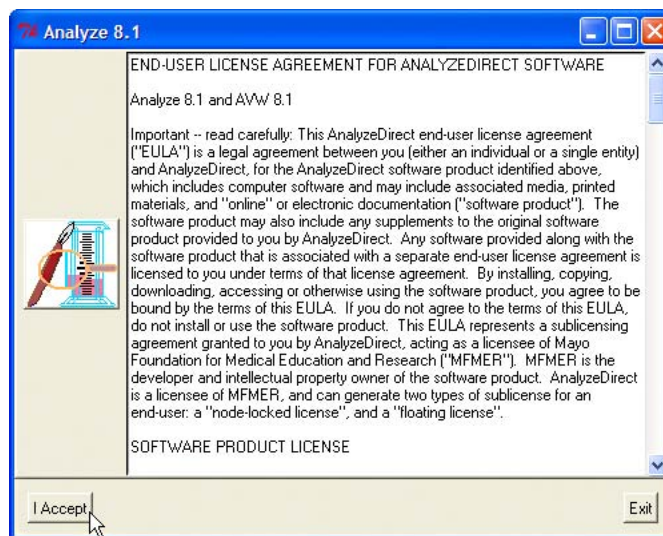 Analyze 8.1
END-USER LICENSE AGREEMENT FOR ANALYZEDIRECT SOFTWARE
Analyze 8.1 and AVW 8.1
Important -- read carefully: This AnalyzeDirect end-user license agreement
("EULA") is a legal agreement between you (either an individual or a single entity)
and AnalyzeDirect, for the AnalyzeDirect software product identified above,
which includes computer software and may include associated media, printed
materials, and "online" or electronic documentation ("software product"). The
software product may also include any supplements to the original software
product provided to you by AnalyzeDirect. Any software provided along with the
software product that is associated with a separate end-user license agreement is
licensed to you under terms of that license agreement. By installing, copying,
downloading, accessing or otherwise using the software product, you agree to be
bound by the terms of this EULA. If you do not agree to the terms of this EULA,
do not install or use the software product. This EULA represents a sublicensing
agreement granted to you by AnalyzeDirect, acting as a licensee of Mayo
Foundation for Medical Education and Research ("MFMER"). MFMER is the
developer and intellectual property owner of the software product. AnalyzeDirect
is a licensee of MFMER, and can generate two types of sublicense for an
end-user: a "node-locked license", and a "floating license".
SOFTWARE PRODUCT LICENSE
I Accept
Exit